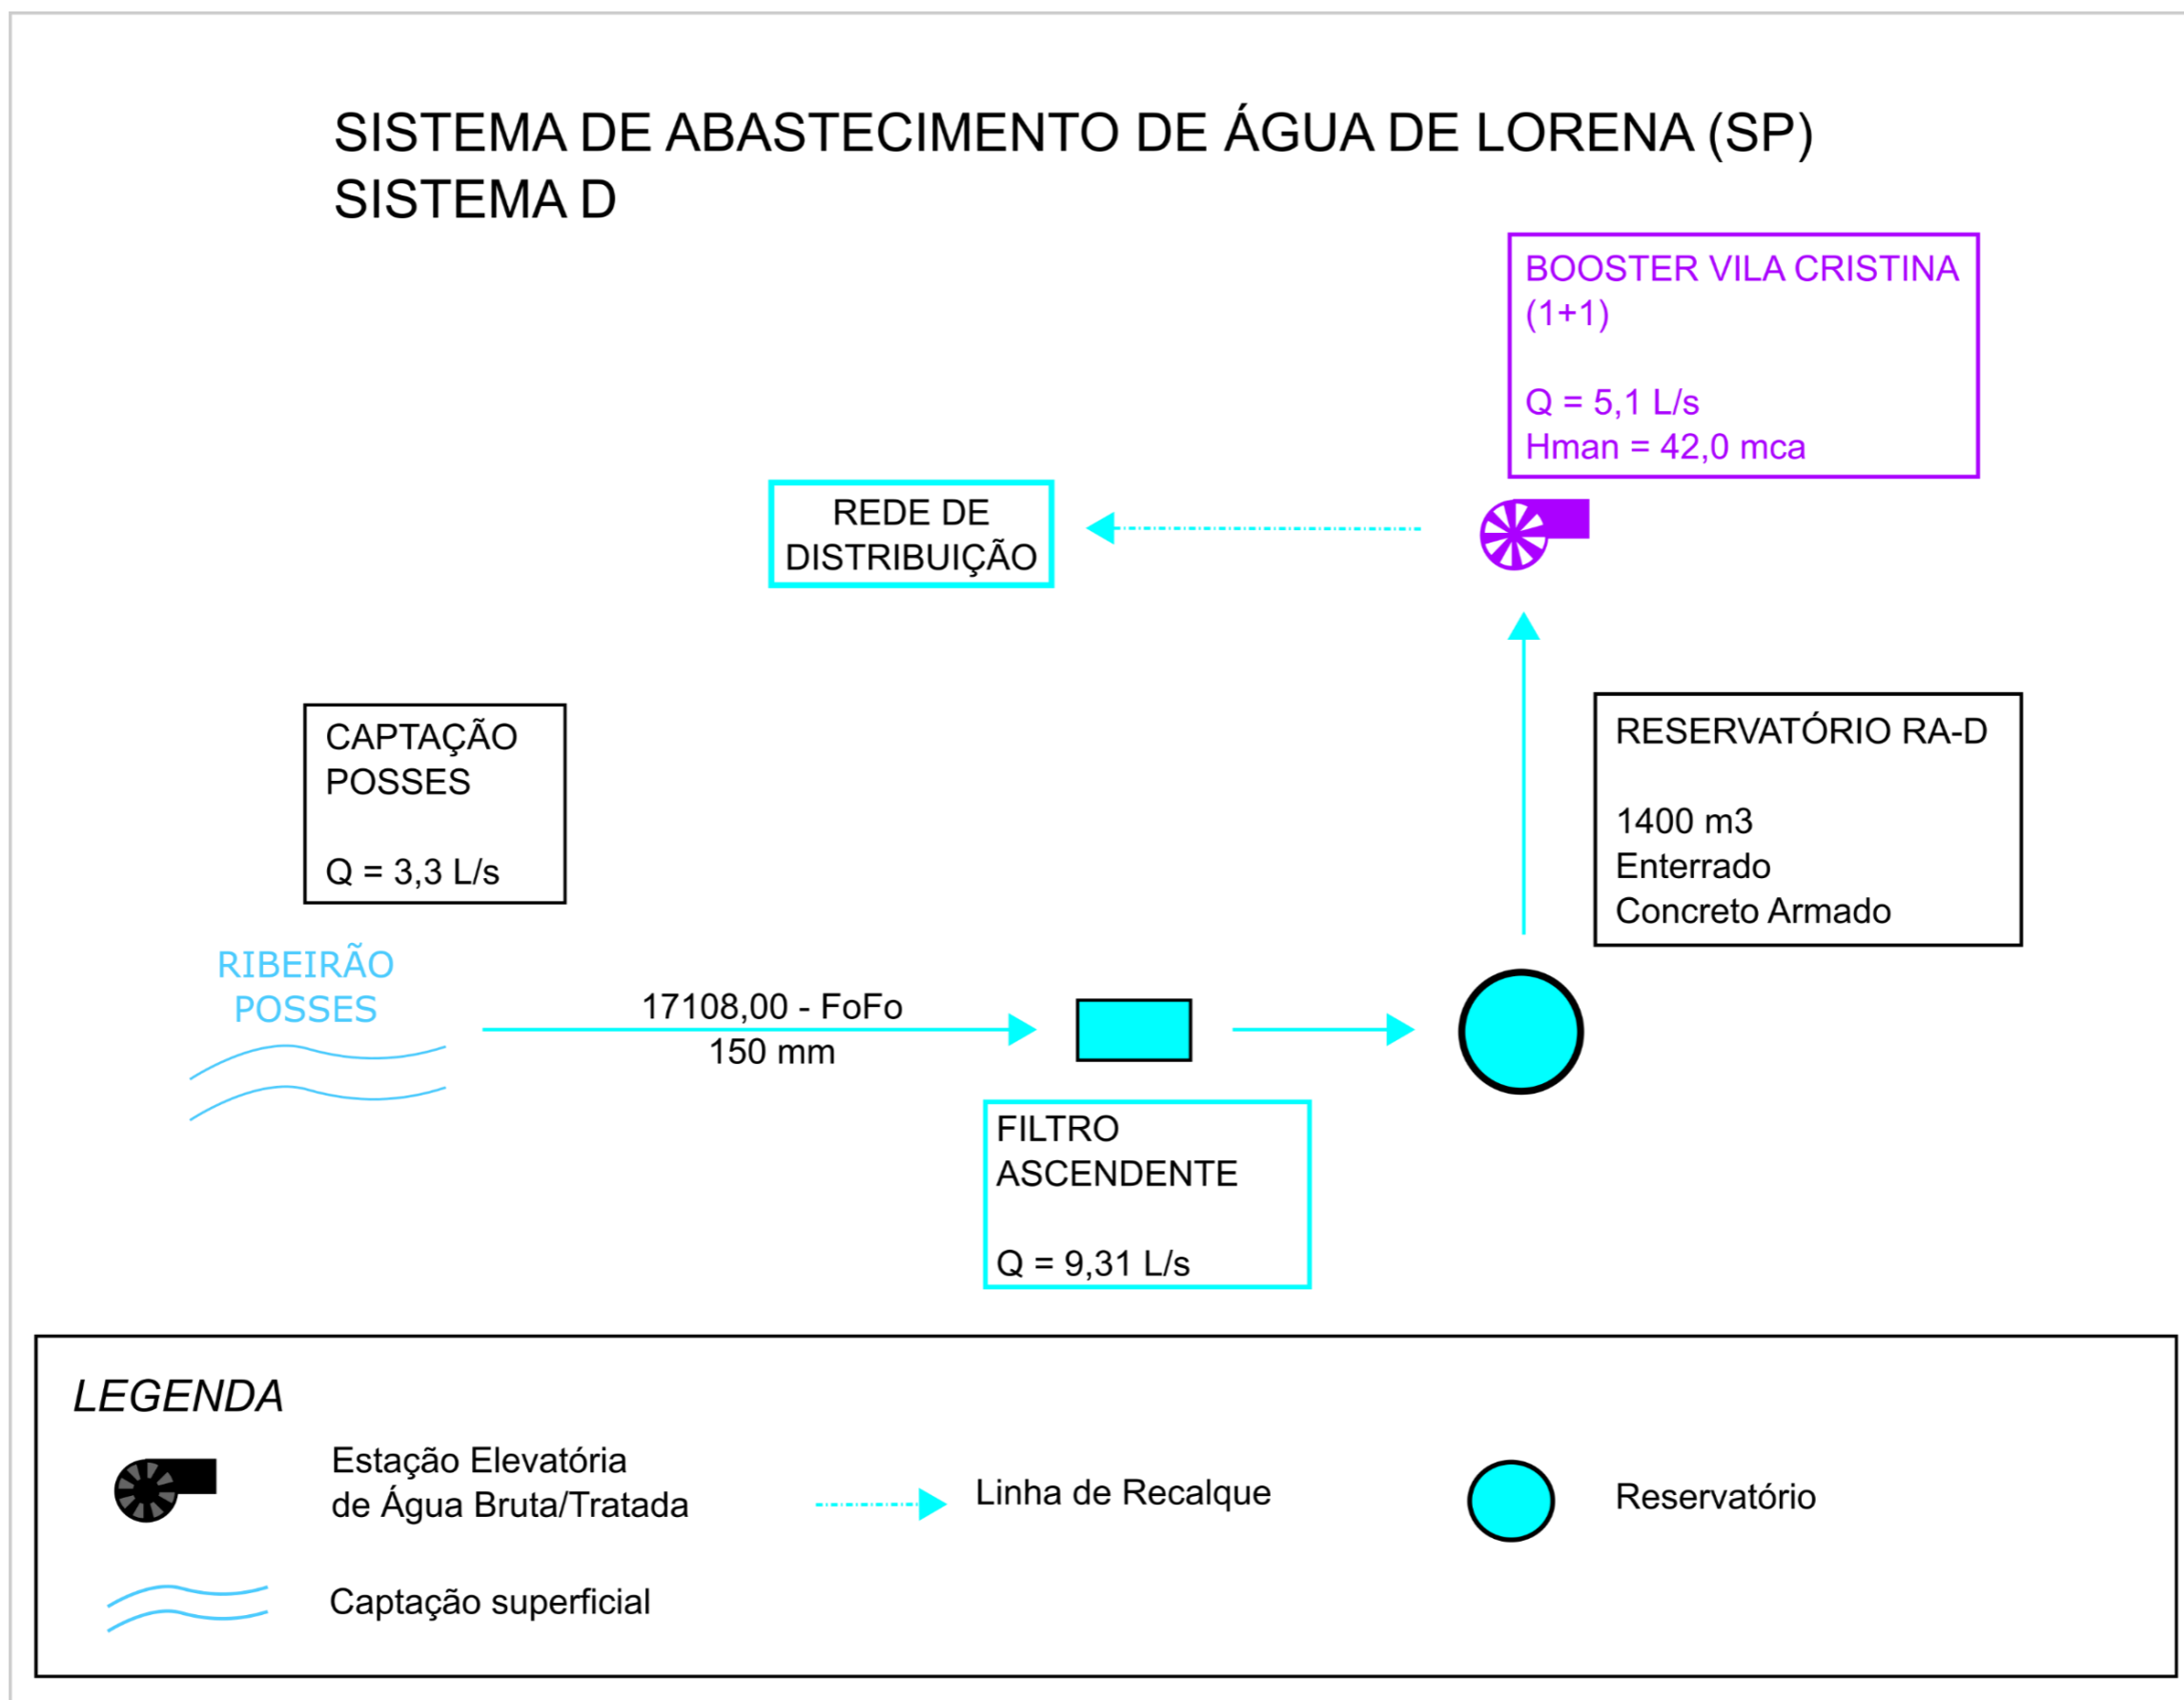 SISTEMA DE ABASTECIMENTO DE ÁGUA DE LORENA (SP)
SISTEMA D
BOOSTER VILA CRISTINA
(1+1)
Q = 5,1 L/s
Hman = 42,0 mca
REDE DE
DISTRIBUIÇÃO
CAPTAÇÃO
POSSES
Q = 3,3 L/s
RESERVATÓRIO RA-D
1400 m3
Enterrado
Concreto Armado
RIBEIRÃO
POSSES
17108,00 - FoFo
150 mm
FILTRO
ASCENDENTE
Q = 9,31 L/s
LEGENDA
Estação Elevatória
de Água Bruta/Tratada
Linha de Recalque
Reservatório
Captação superficial